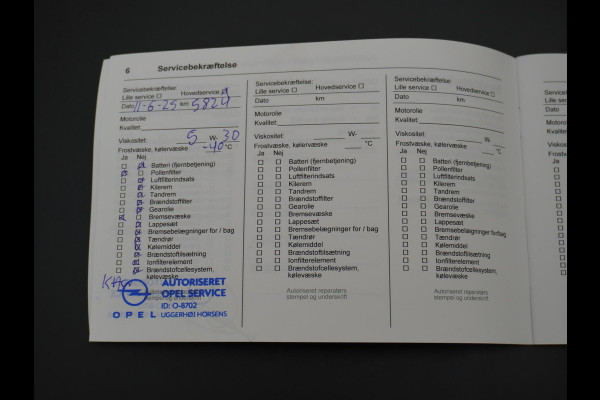 6 Servicebekræftelse
Servicebekræftelse:
Lille service ☐ Hovedservice ☐
Dato 11-6-25 km 5824
Motorolie
Kvalitet:
Viskositet: 5 W- 30
Frostvæske, kølervæske -40 °C
Ja Nej
Batteri (fjernbetjening)
Pollenfilter
Luftfilterindsats
Kilerem
Tandrem
Brændstoffilter
Gearolie
Bremsevæske
Lappesæt
Bremsebelægninger for / bag
Tændrør
Kølemiddel
Brændstoftilsætning
Ionfilterelement
Brændstofcellesystem,
kølevæske
AUTORISERET
OPEL SERVICE
ID: O-8702
OPEL UGGERHØJ HORSENS
Servicebekræftelse:
Lille service ☐ Hovedservice ☐
Dato km
Motorolie
Kvalitet:
Viskositet: W-
Frostvæske, kølervæske °C
Ja Nej
Batteri (fjernbetjening)
Pollenfilter
Luftfilterindsats
Kilerem
Tandrem
Brændstoffilter
Gearolie
Bremsevæske
Lappesæt
Bremsebelægninger for / bag
Tændrør
Kølemiddel
Brændstoftilsætning
Ionfilterelement
Brændstofcellesystem,
kølevæske
Autoriseret reparatørs
stempel og underskrift
Servicebekræftelse:
Lille service ☐ Hovedservice ☐
Dato km
Motorolie
Kvalitet:
Viskositet: W-
Frostvæske, kølervæske °C
Ja Nej
Batteri (fjernbetjening)
Pollenfilter
Luftfilterindsats
Kilerem
Tandrem
Brændstoffilter
Gearolie
Bremsevæske
Lappesæt
Bremsebelægninger for/bag
Tændrør
Kølemiddel
Brændstoftilsætning
Ionfilterelement
Brændstofcellesystem,
kølevæske
Autoriseret reparatørs
stempel og underskrift